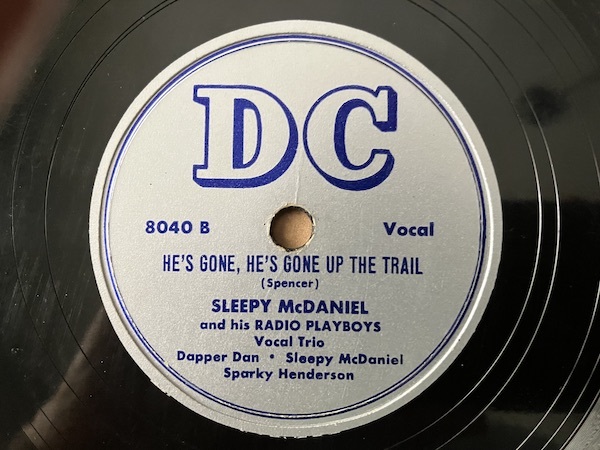 DC
8040 B Vocal
HE'S GONE, HE'S GONE UP THE TRAIL
(Spencer)
SLEEPY McDANIEL
and his RADIO PLAYBOYS
Vocal Trio
Dapper Dan • Sleepy McDaniel
Sparky Henderson